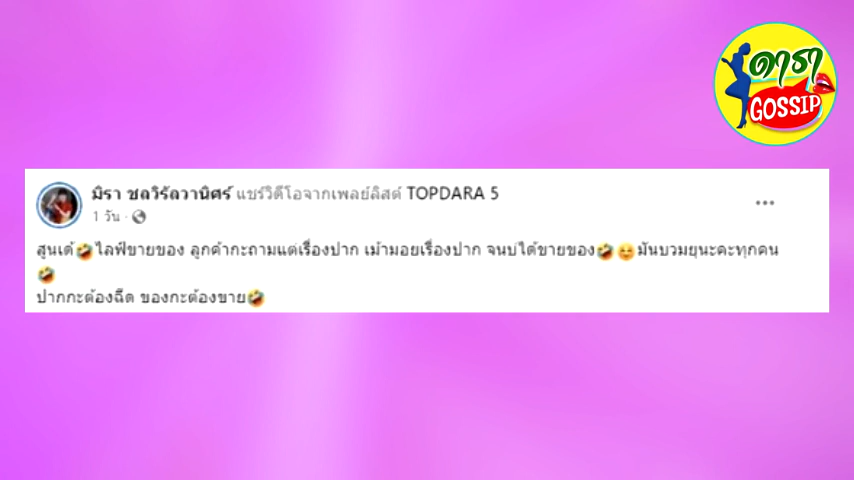 ดารา
GOSSIP
มิรา ชลวิรัลวานิศร์ แชร์วิดีโอจากเพลย์ลิสต์ TOPDARA 5
1 วัน
สูนเด้🤣ไลฟ์ขายของ ลูกค้ากะถามแต่เรื่องปาก เม้ามอยเรื่องปาก จนบ่ได้ขายของ🤣😊มันบวมยุนะคะทุกคน
🤣
ปากกะต้องฉีด ของกะต้องขาย🤣